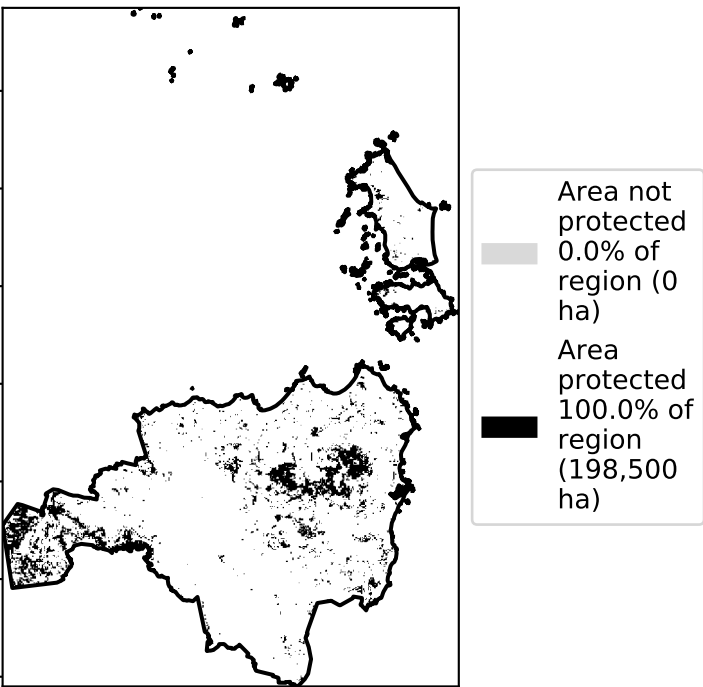 Area not
protected
0.0% of
region (0
ha)
Area
protected
100.0% of
region
(198,500
ha)